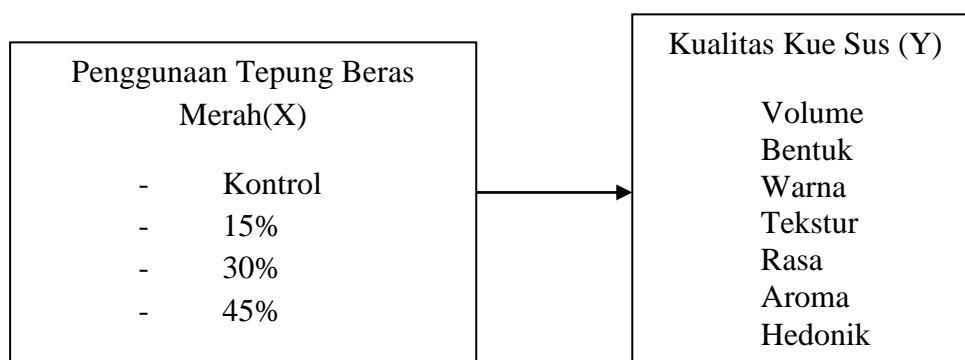 Penggunaan Tepung Beras
Merah(X)
- Kontrol
- 15%
- 30%
- 45%
Kualitas Kue Sus (Y)
Volume
Bentuk
Warna
Tekstur
Rasa
Aroma
Hedonik